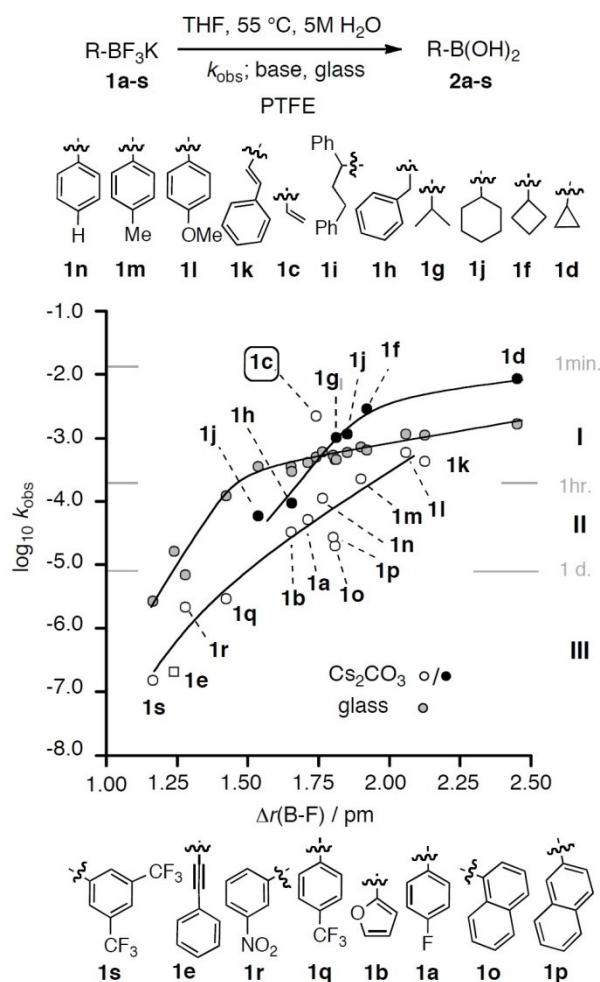 THF, 55 °C, 5M H2O
R-BF3K
R-B(OH)2
1a-s
kobs; base, glass
2a-s
PTFE
Ph
Ph
H
Me
OMe
1n 1m 1l 1k 1c 1i 1h 1g 1j 1f 1d
-1.0
-2.0
-3.0
-4.0
-5.0
-6.0
-7.0
-8.0
log10 kobs
1c
1g
1j
1f
1d
1min.
1h
1j
I
1k
1l
1hr.
1m
II
1n
1p
1o
1a
1b
1 d.
1q
1r
III
1s
1e
Cs2CO3
/
glass
1.00 1.25 1.50 1.75 2.00 2.25 2.50
Δr(B-F) / pm
CF3
CF3
NO2
CF3
O
F
1s 1e 1r 1q 1b 1a 1o 1p